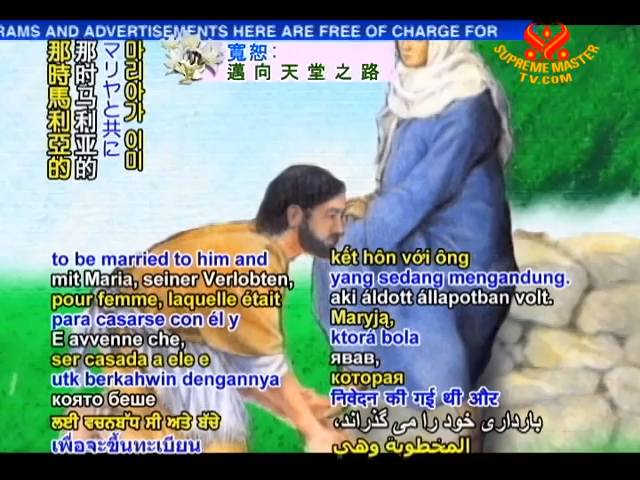 RAMS AND ADVERTISEMENTS HERE ARE FREE OF CHARGE FOR
SUPREME MASTER
TV.COM
寬恕:
邁向天堂之路
마리아가 이미
マリヤと共に
那时马利亚的
那時馬利亞的
to be married to him and
mit Maria, seiner Verlobten,
pour femme, laquelle était
para casarse con él y
E avvenne che,
ser casada a ele e
utk berkahwin dengannya
която беше
ਲਈ ਵਚਨਬੱਧ ਸੀ ਅਤੇ ਬੱਚੇ
เพื่อจะขึ้นทะเบียน
kết hôn với ông
yang sedang mengandung.
aki áldott állapotban volt.
Maryją,
ktorá bola
явав,
которая
निवेदन की गई थी और
بارداری خود را می گذراند،
المخطوبة وهي